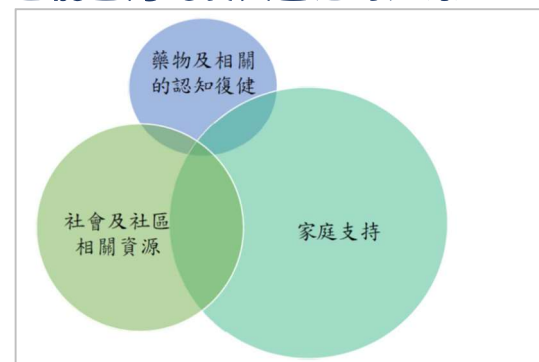 藥物及相關
的認知復健
社會及社區
相關資源
家庭支持